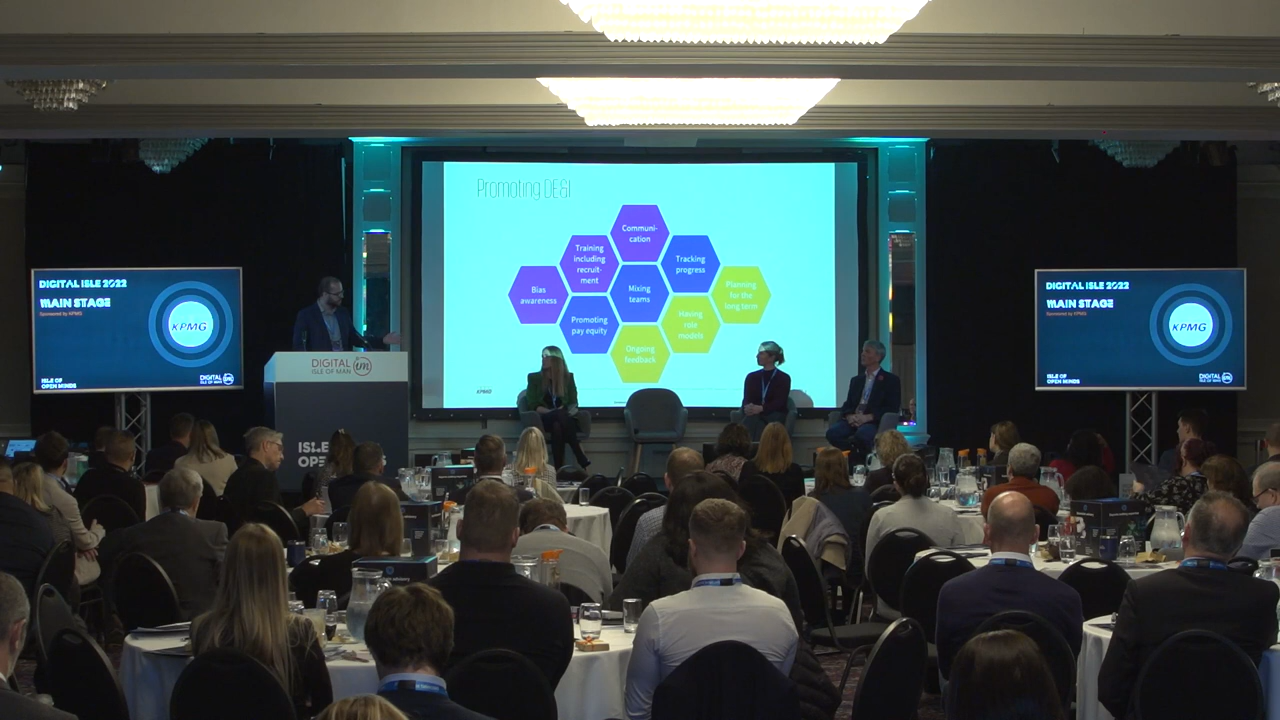 Promoting DE&I
Communi-
cation
Training
including
recruit-
ment
Tracking
progress
Bias
awareness
Mixing
teams
Planning
for the
long term
Promoting
pay equity
Having
role
models
Ongoing
feedback
KPMG
DIGITAL ISLE 2022
MAIN STAGE
Sponsored by KPMG
KPMG
ISLE OF
OPEN MINDS
DIGITAL
ISLE OF MAN
im
DIGITAL
ISLE OF MAN
im
ISLE
OPE
DIGITAL ISLE 2022
MAIN STAGE
Sponsored by KPMG
KPMG
ISLE OF
OPEN MINDS
DIGITAL
ISLE OF MAN
im